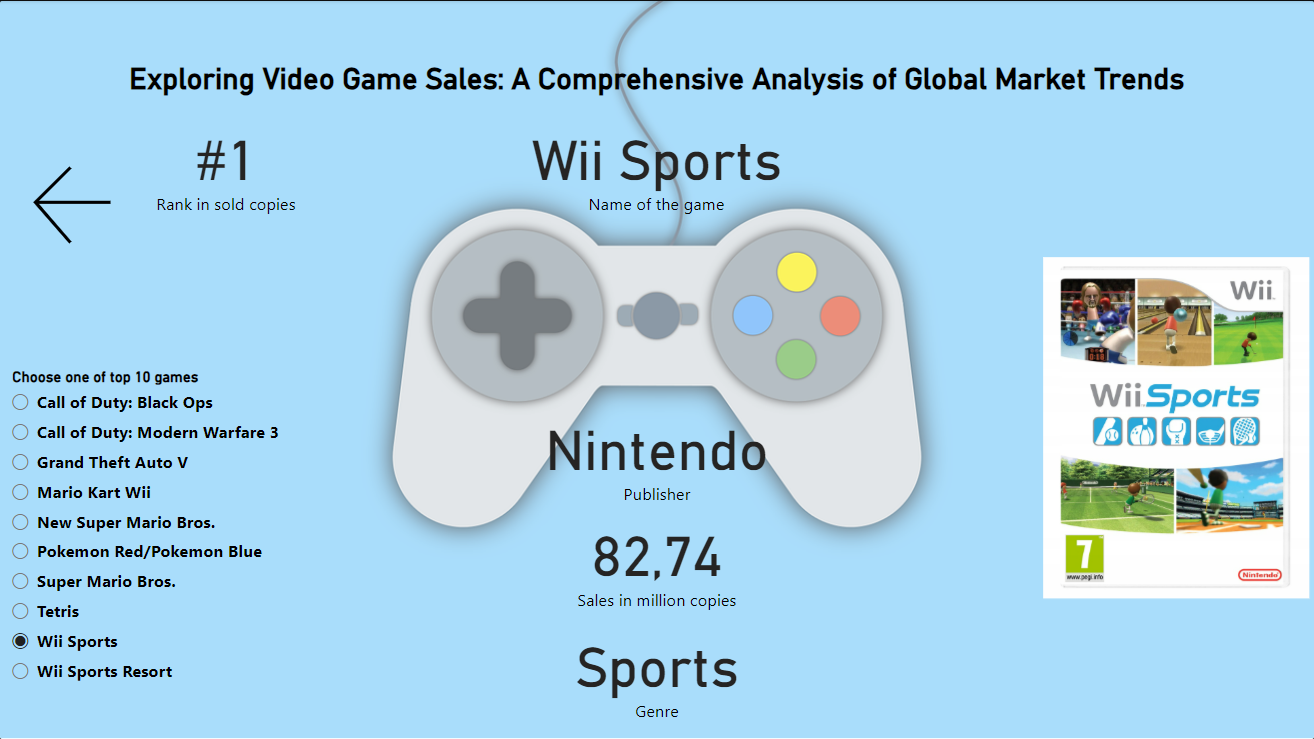 Exploring Video Game Sales: A Comprehensive Analysis of Global Market Trends
#1
Rank in sold copies
Wii Sports
Name of the game
Choose one of top 10 games
Call of Duty: Black Ops
Call of Duty: Modern Warfare 3
Grand Theft Auto V
Mario Kart Wii
New Super Mario Bros.
Pokemon Red/Pokemon Blue
Super Mario Bros.
Tetris
Wii Sports
Wii Sports Resort
Nintendo
Publisher
82,74
Sales in million copies
Sports
Genre
Wii
Wii Sports
7
www.pegi.info
Nintendo